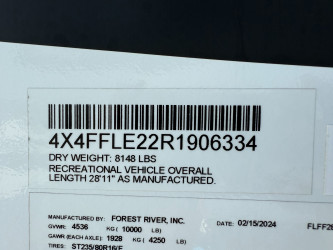 4X4FFLE22R1906334
DRY WEIGHT: 8148 LBS
RECREATIONAL VEHICLE OVERALL
LENGTH 28'11" AS MANUFACTURED.
MANUFACTURED BY: FOREST RIVER, INC. 02/15/2024 FLFF2
GVWR: 4536 KG ( 10000 LB)
GAWR (EACH AXLE): 1928 KG ( 4250 LB)
TIRES: ST235/80R16/E